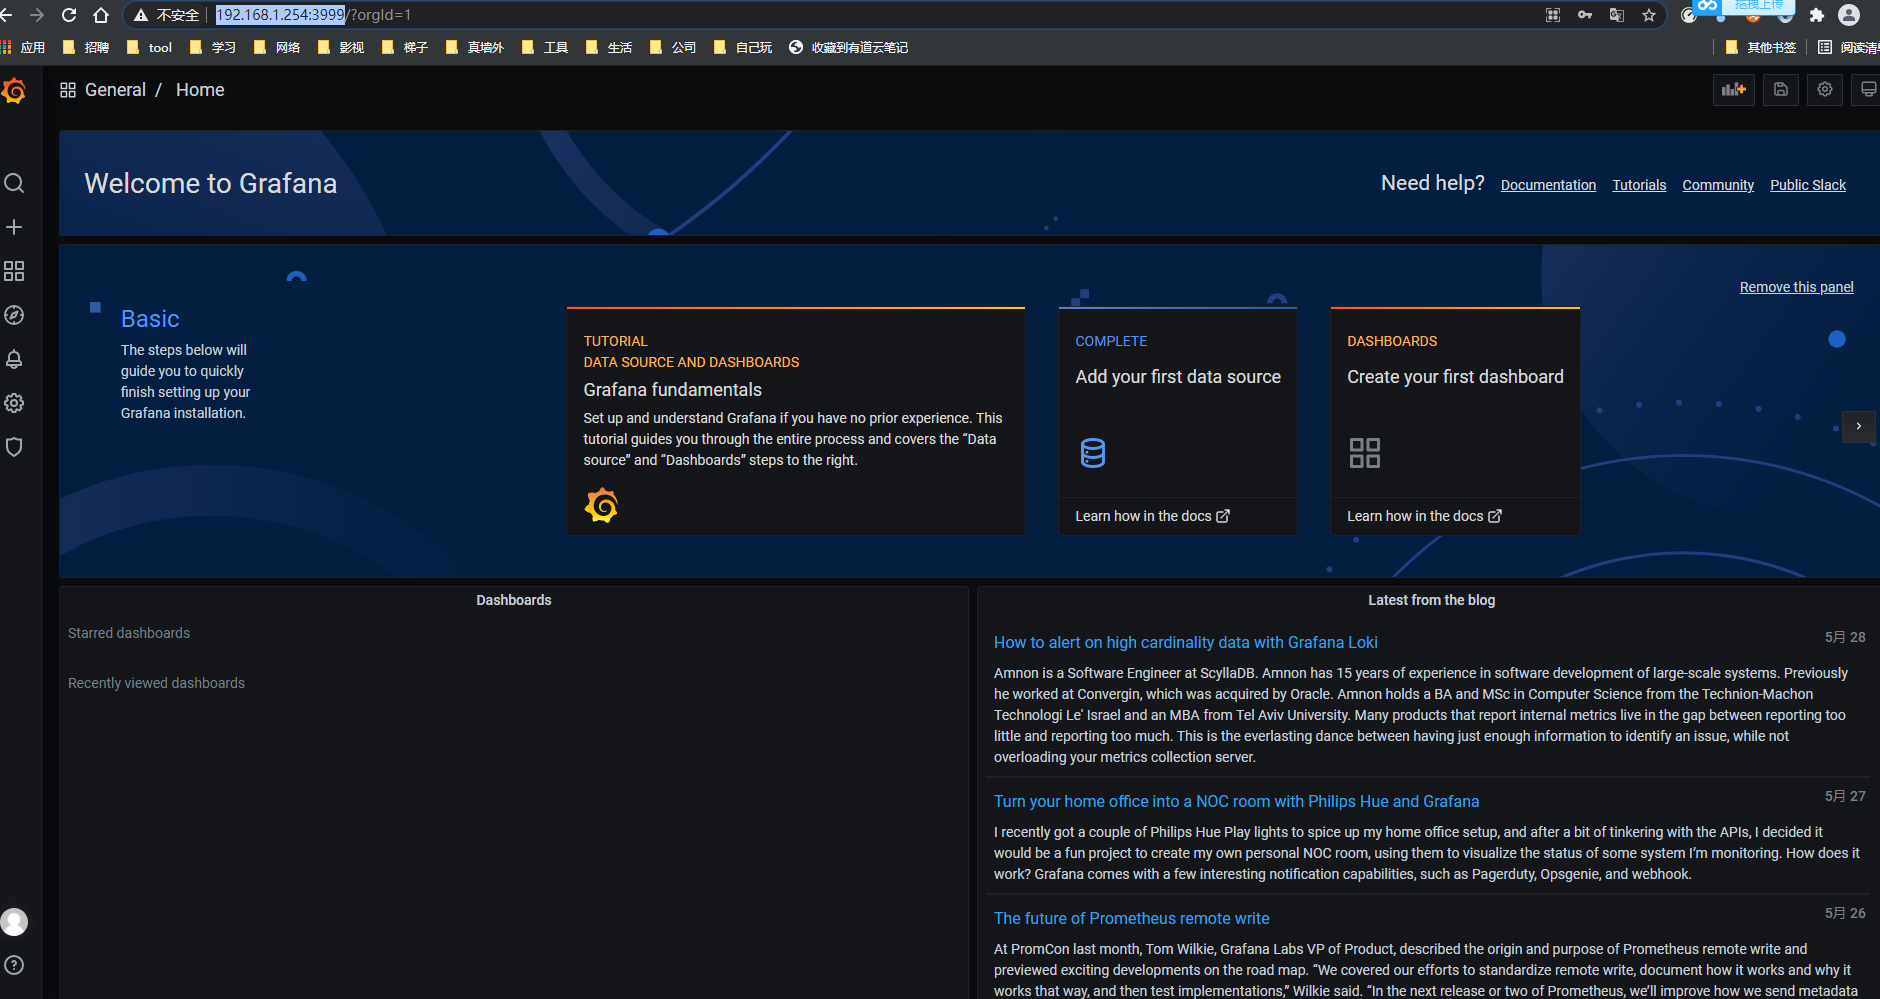 不安全 192.168.1.254:3999/?orgId=1
拖拽上传
应用 招聘 tool 学习 网络 影视 梯子 真墙外 工具 生活 公司 自己玩 收藏到有道云笔记 其他书签 阅读清单
General / Home
Welcome to Grafana
Need help? Documentation Tutorials Community Public Slack
Remove this panel
Basic
The steps below will
guide you to quickly
finish setting up your
Grafana installation.
TUTORIAL
DATA SOURCE AND DASHBOARDS
Grafana fundamentals
Set up and understand Grafana if you have no prior experience. This
tutorial guides you through the entire process and covers the “Data
source” and “Dashboards” steps to the right.
COMPLETE
Add your first data source
Learn how in the docs
DASHBOARDS
Create your first dashboard
Learn how in the docs
Dashboards
Starred dashboards
Recently viewed dashboards
Latest from the blog
How to alert on high cardinality data with Grafana Loki
5月 28
Amnon is a Software Engineer at ScyllaDB. Amnon has 15 years of experience in software development of large-scale systems. Previously
he worked at Convergin, which was acquired by Oracle. Amnon holds a BA and MSc in Computer Science from the Technion-Machon
Technologi Le' Israel and an MBA from Tel Aviv University. Many products that report internal metrics live in the gap between reporting too
little and reporting too much. This is the everlasting dance between having just enough information to identify an issue, while not
overloading your metrics collection server.
Turn your home office into a NOC room with Philips Hue and Grafana
5月 27
I recently got a couple of Philips Hue Play lights to spice up my home office setup, and after a bit of tinkering with the APIs, I decided it
would be a fun project to create my own personal NOC room, using them to visualize the status of some system I’m monitoring. How does it
work? Grafana comes with a few interesting notification capabilities, such as Pagerduty, Opsgenie, and webhook.
The future of Prometheus remote write
5月 26
At PromCon last month, Tom Wilkie, Grafana Labs VP of Product, described the origin and purpose of Prometheus remote write and
previewed exciting developments on the road map. “We covered our efforts to standardize remote write, document how it works and why it
works that way, and then test implementations,” Wilkie said. “In the next release or two of Prometheus, we’ll improve how we send metadata